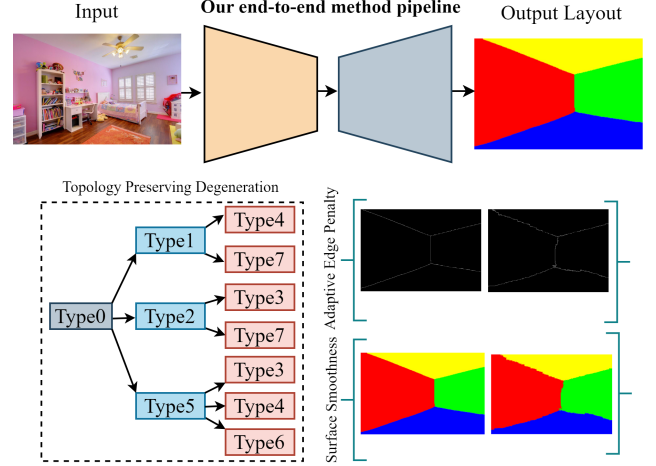 Input
Our end-to-end method pipeline
Output Layout
Topology Preserving Degeneration
Type0
Type1
Type2
Type5
Type4
Type7
Type3
Type7
Type3
Type4
Type6
Adaptive Edge Penalty
Surface Smoothness